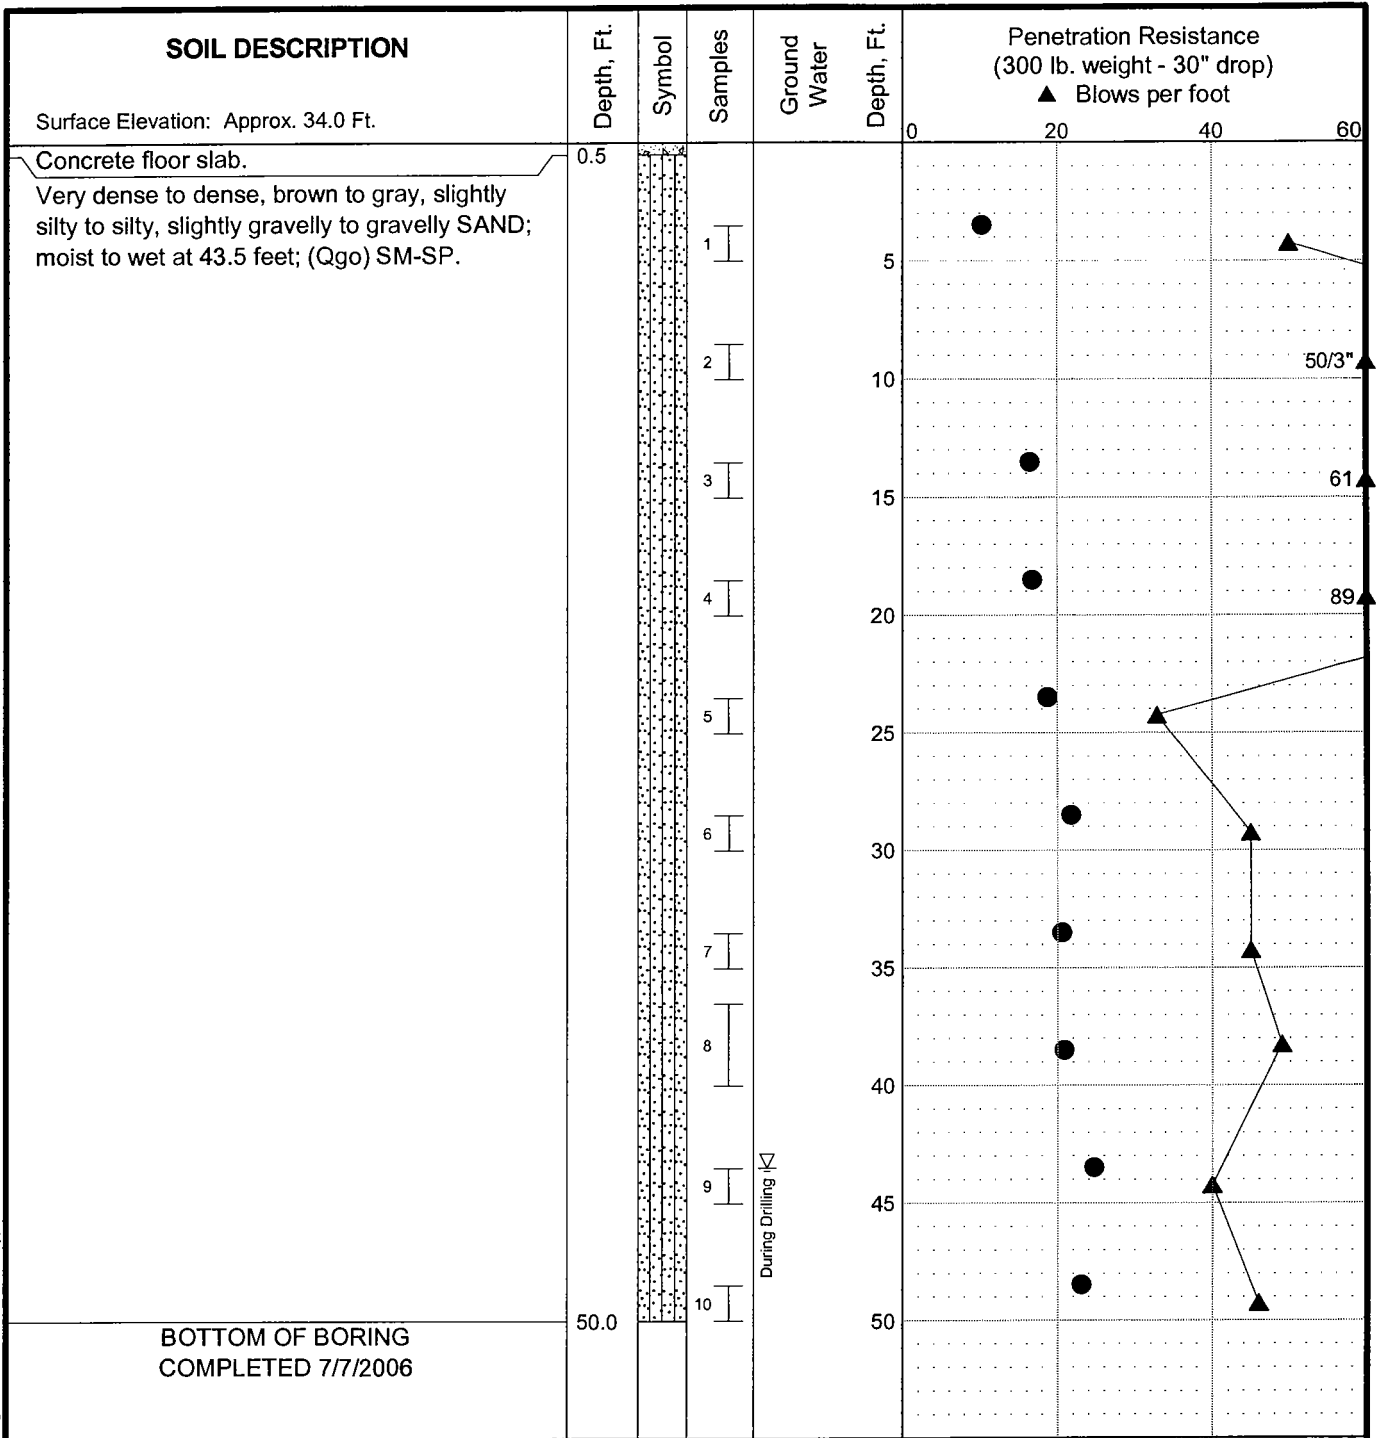 SOIL DESCRIPTION
Surface Elevation: Approx. 34.0 Ft.
Depth, Ft.
Symbol
Samples
Ground
Water
Depth, Ft.
Penetration Resistance
(300 lb. weight - 30" drop)
▲ Blows per foot
0 20 40 60
Concrete floor slab.
0.5
Very dense to dense, brown to gray, slightly
silty to silty, slightly gravelly to gravelly SAND;
moist to wet at 43.5 feet; (Qgo) SM-SP.
1
5
2
50/3"
10
3
61
15
4
89
20
5
25
6
30
7
35
8
40
9
During Drilling
45
10
50.0
50
BOTTOM OF BORING
COMPLETED 7/7/2006